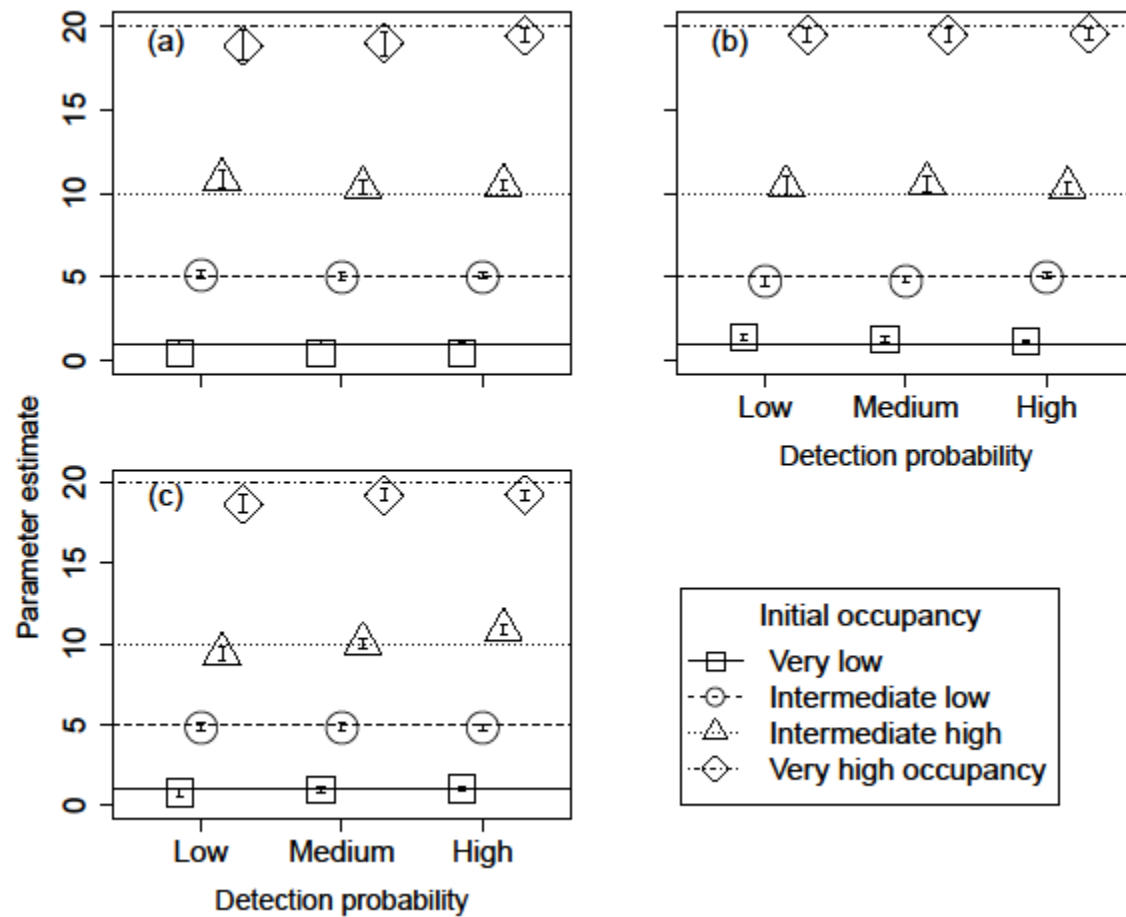 (a)
20
15
10
5
0
(b)
Low Medium High
Detection probability
Parameter estimate
(c)
20
15
10
5
0
Low Medium High
Detection probability
Initial occupancy
Very low
Intermediate low
Intermediate high
Very high occupancy